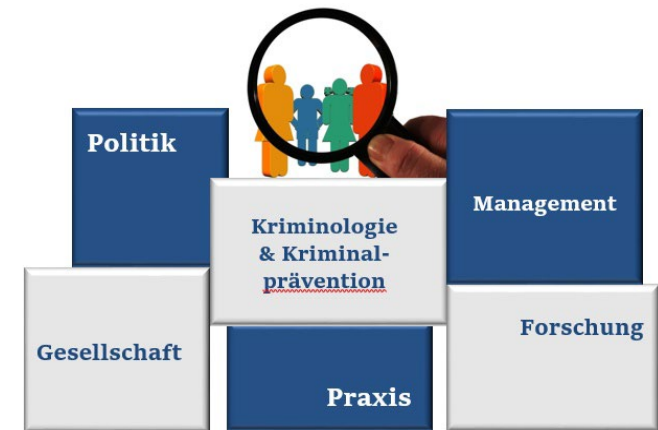 Politik
Kriminologie
& Kriminal-
prävention
Management
Gesellschaft
Praxis
Forschung